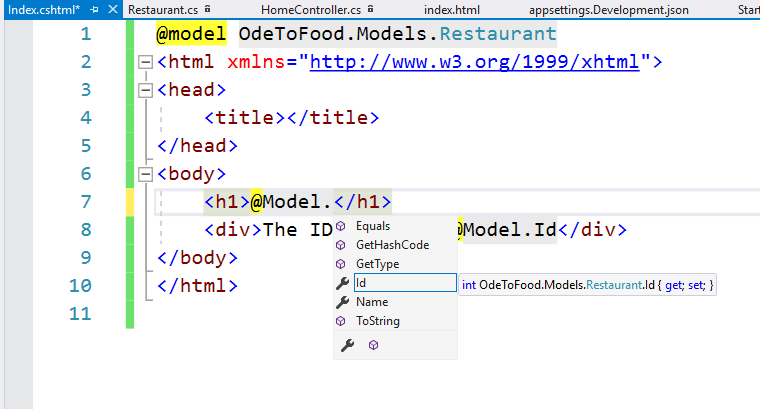 Index.cshtml* Restaurant.cs HomeController.cs index.html appsettings.Development.json Start
1 @model OdeToFood.Models.Restaurant
2 <html xmlns="http://www.w3.org/1999/xhtml">
3 <head>
4 <title></title>
5 </head>
6 <body>
7 <h1>@Model.</h1>
8 <div>The ID @Model.Id</div>
9 </body>
10 </html>
11
Equals
GetHashCode
GetType
Id int OdeToFood.Models.Restaurant.Id { get; set; }
Name
ToString